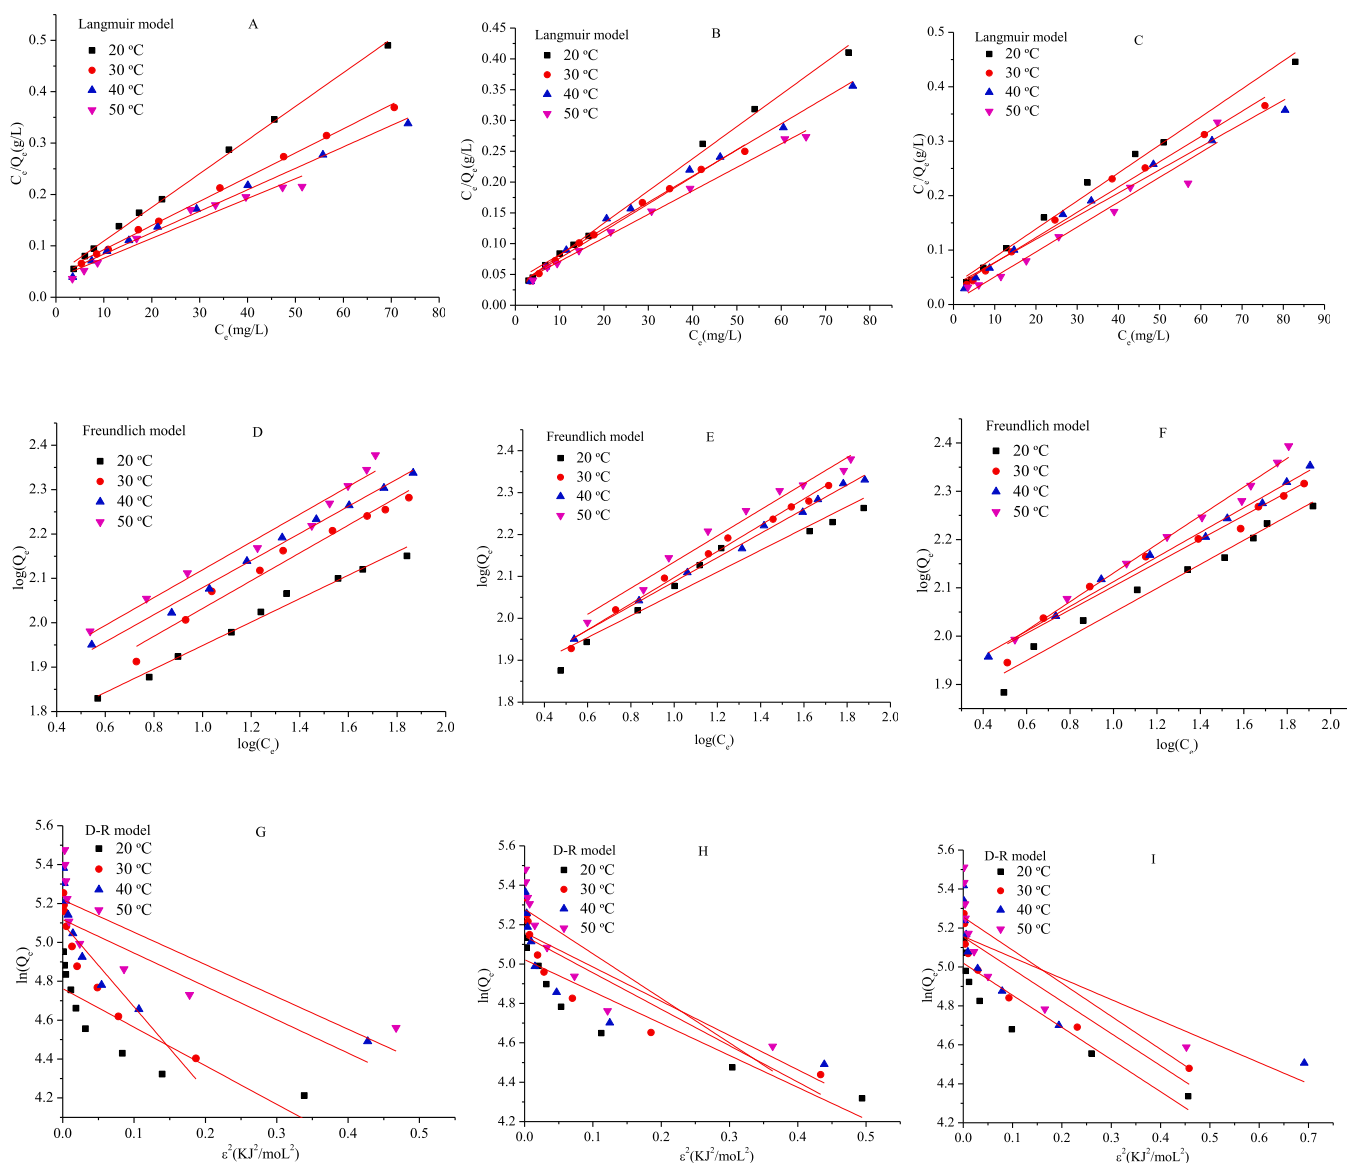 Langmuir model A
20 ºC
30 ºC
40 ºC
50 ºC
0.5
0.4
0.3
0.2
0.1
0.0
Cₑ/Qₑ(g/L)
0 10 20 30 40 50 60 70 80
Cₑ(mg/L)
Langmuir model B
20 ºC
30 ºC
40 ºC
50 ºC
0.45
0.40
0.35
0.30
0.25
0.20
0.15
0.10
0.05
0.00
Cₑ/Qₑ(g/L)
0 10 20 30 40 50 60 70 80
Cₑ(mg/L)
Langmuir model C
20 ºC
30 ºC
40 ºC
50 ºC
0.5
0.4
0.3
0.2
0.1
0.0
Cₑ/Qₑ(g/L)
0 10 20 30 40 50 60 70 80 90
Cₑ(mg/L)
Freundlich model D
20 ºC
30 ºC
40 ºC
50 ºC
2.4
2.3
2.2
2.1
2.0
1.9
1.8
log(Qₑ)
0.4 0.6 0.8 1.0 1.2 1.4 1.6 1.8 2.0
log(Cₑ)
Freundlich model E
20 ºC
30 ºC
40 ºC
50 ºC
2.4
2.3
2.2
2.1
2.0
1.9
1.8
log(Qₑ)
0.4 0.6 0.8 1.0 1.2 1.4 1.6 1.8 2.0
log(Cₑ)
Freundlich model F
20 ºC
30 ºC
40 ºC
50 ºC
2.4
2.3
2.2
2.1
2.0
1.9
log(Qₑ)
0.4 0.6 0.8 1.0 1.2 1.4 1.6 1.8 2.0
log(Cₑ)
D-R model G
20 ºC
30 ºC
40 ºC
50 ºC
5.6
5.4
5.2
5.0
4.8
4.6
4.4
4.2
ln(Qₑ)
0.0 0.1 0.2 0.3 0.4 0.5
ε²(KJ²/moL²)
D-R model H
20 ºC
30 ºC
40 ºC
50 ºC
5.6
5.4
5.2
5.0
4.8
4.6
4.4
4.2
ln(Qₑ)
0.0 0.1 0.2 0.3 0.4 0.5
ε²(KJ²/moL²)
D-R model I
20 ºC
30 ºC
40 ºC
50 ºC
5.6
5.4
5.2
5.0
4.8
4.6
4.4
4.2
ln(Qₑ)
0.0 0.1 0.2 0.3 0.4 0.5 0.6 0.7
ε²(KJ²/moL²)